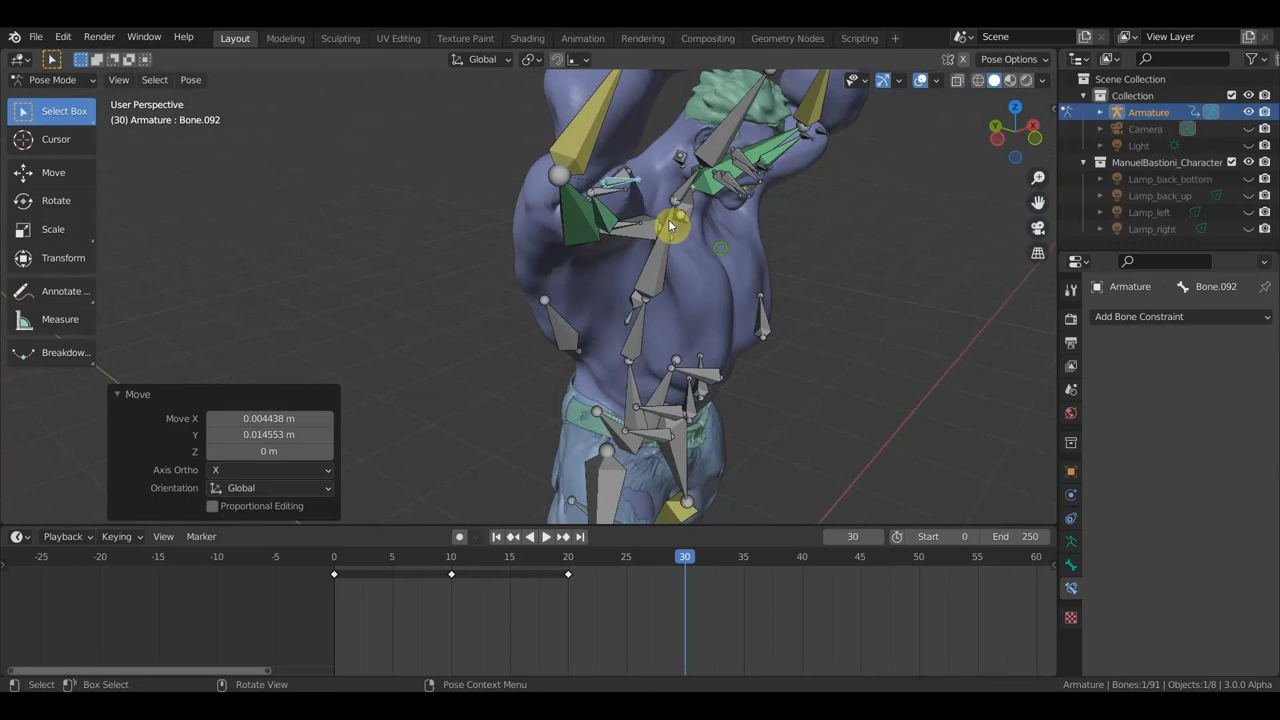 File Edit Render Window Help Layout Modeling Sculpting UV Editing Texture Paint Shading Animation Rendering Compositing Geometry Nodes Scripting + Scene View Layer
Global Pose Options
Pose Mode View Select Pose
Select Box
Cursor
Move
Rotate
Scale
Transform
Annotate ...
Measure
Breakdow...
User Perspective
(30) Armature : Bone.092
X
Y
Z
Move
Move X 0.004438 m
Y 0.014553 m
Z 0 m
Axis Ortho X
Orientation Global
Proportional Editing
Scene Collection
Collection
Armature
Camera
Light
ManuelBastioni_Character
Lamp_back_bottom
Lamp_back_up
Lamp_left
Lamp_right
Armature Bone.092
Add Bone Constraint
Playback Keying View Marker 30 Start 0 End 250
-25 -20 -15 -10 -5 0 5 10 15 20 25 30 35 40 45 50 55 60
Select Box Select Rotate View Pose Context Menu Armature | Bones:1/91 | Objects:1/8 | 3.0.0 Alpha